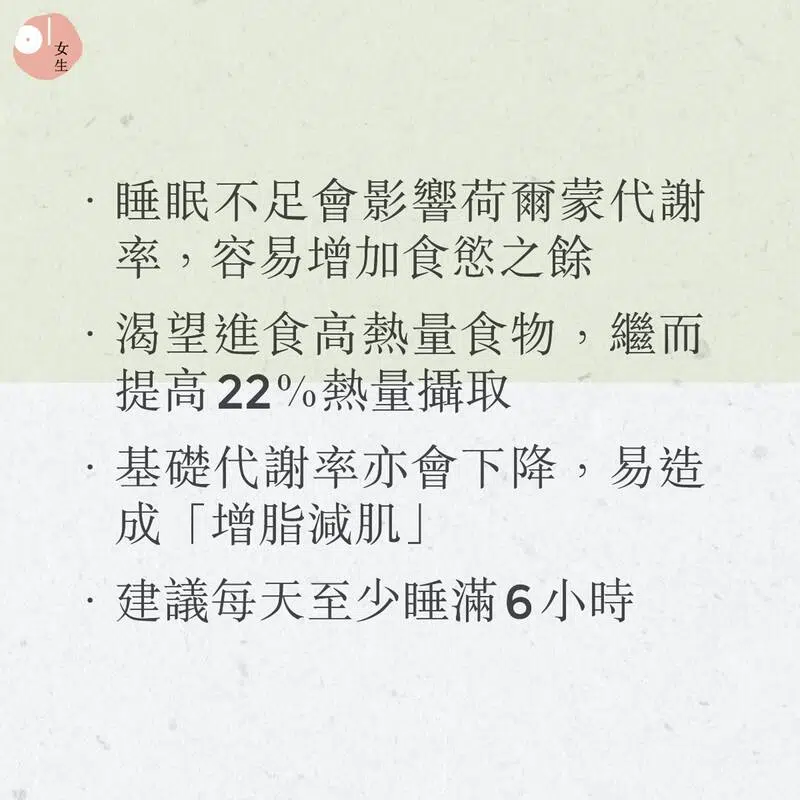 女
生
· 睡眠不足會影響荷爾蒙代謝
率，容易增加食慾之餘
· 渴望進食高熱量食物，繼而
提高22%熱量攝取
· 基礎代謝率亦會下降，易造
成「增脂減肌」
· 建議每天至少睡滿6小時